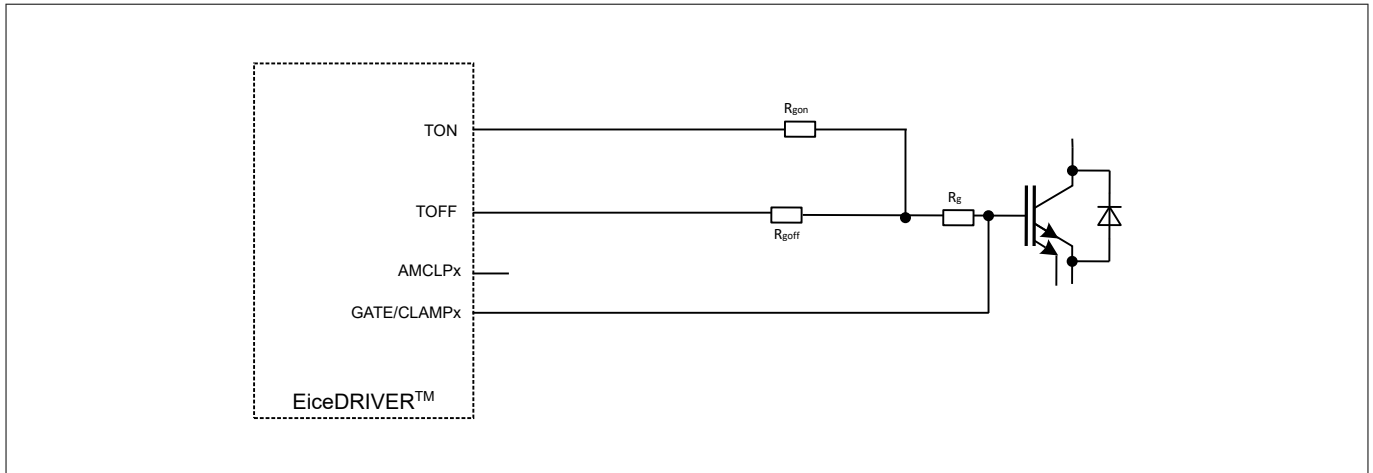 Rgon
TON
Rg
TOFF
Rgoff
AMCLPx
GATE/CLAMPx
EiceDRIVER™